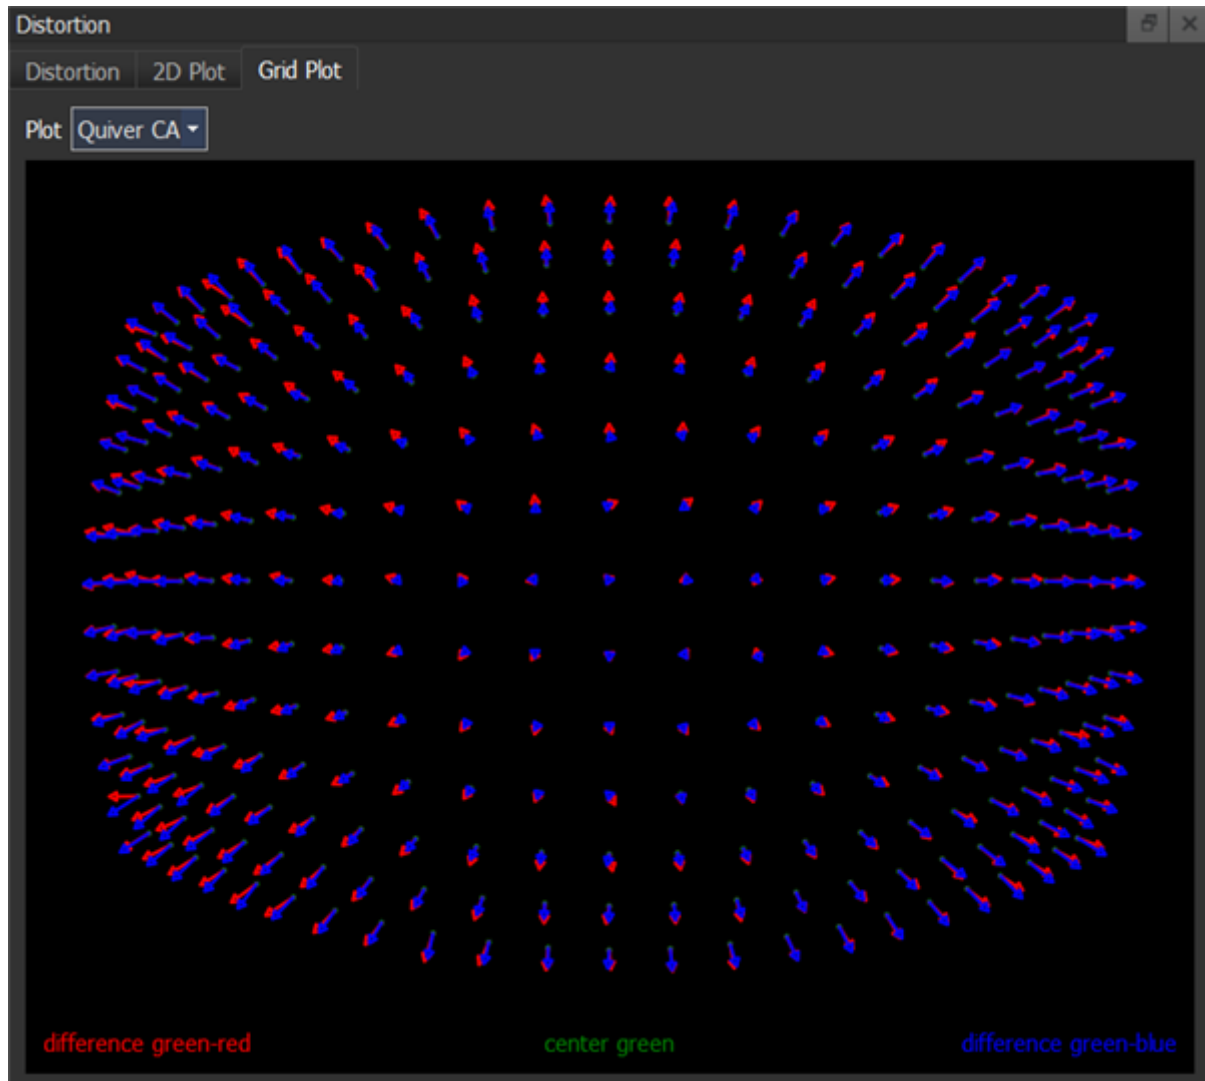 Distortion
Distortion 2D Plot Grid Plot
Plot Quiver CA
difference green-red center green difference green-blue